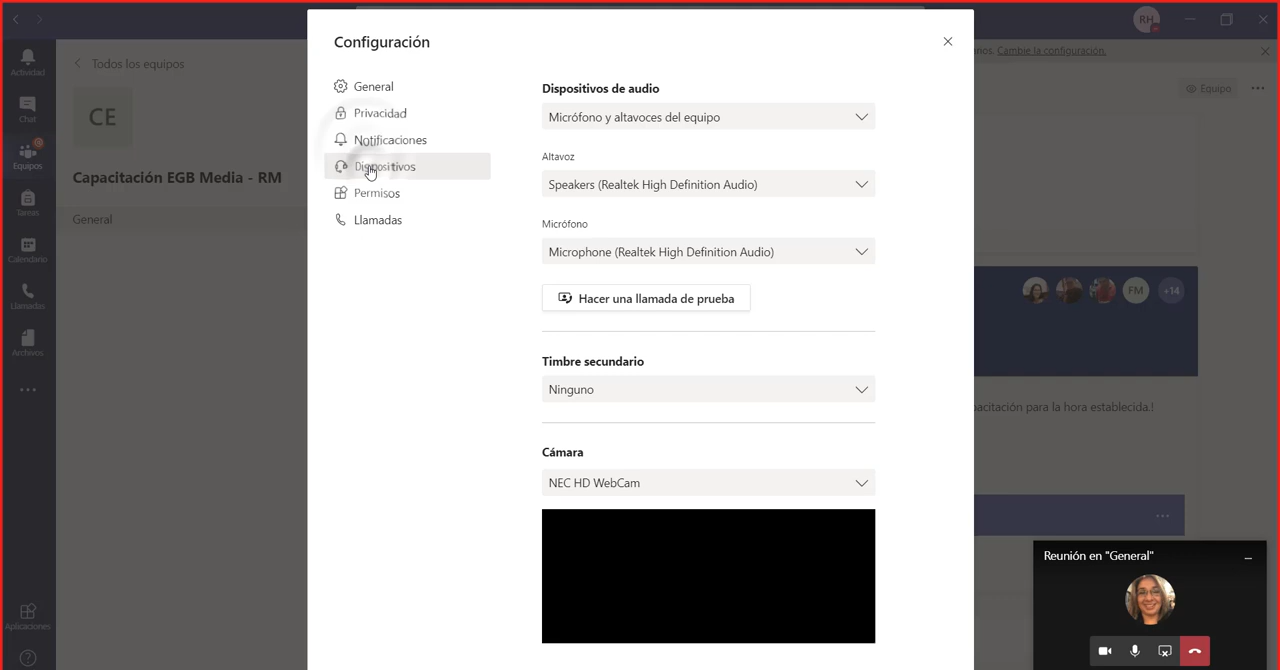 RH
Configuración
nos. Cambie la configuración.
Actividad
Todos los equipos
General
Dispositivos de audio
Equipo
Chat
CE
Privacidad
Micrófono y altavoces del equipo
Notificaciones
Equipos
Dispositivos
Altavoz
Capacitación EGB Media - RM
Permisos
Speakers (Realtek High Definition Audio)
Tareas
General
Llamadas
Micrófono
Calendario
Microphone (Realtek High Definition Audio)
Llamadas
Hacer una llamada de prueba
FM
+14
Archivos
Timbre secundario
Ninguno
pacitación para la hora establecida.!
Cámara
NEC HD WebCam
Reunión en "General"
Aplicaciones